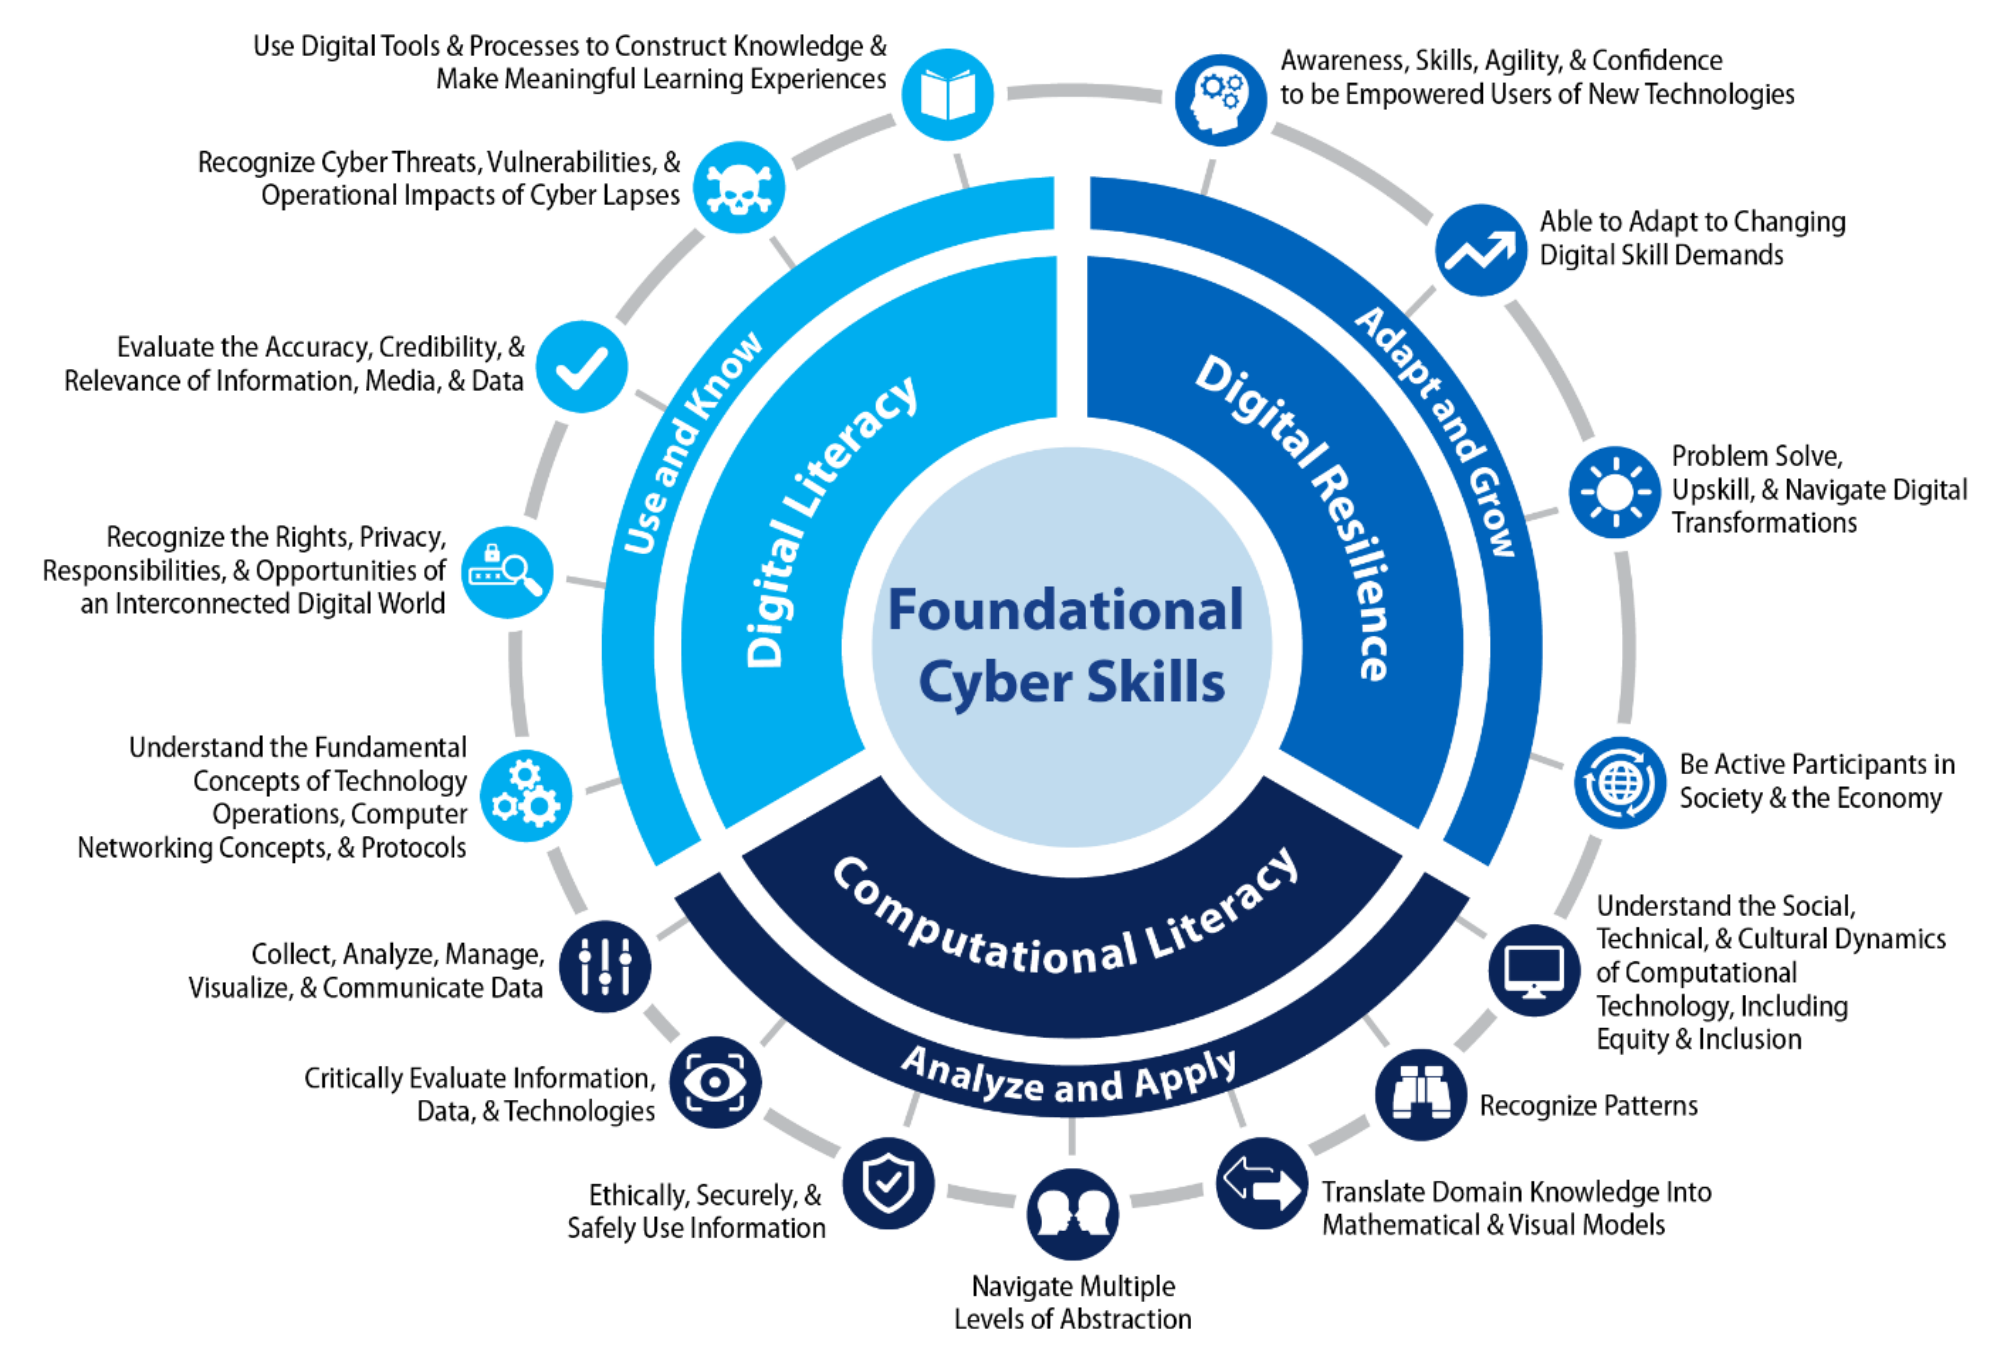 Use Digital Tools & Processes to Construct Knowledge &
Make Meaningful Learning Experiences
Awareness, Skills, Agility, & Confidence
to be Empowered Users of New Technologies
Recognize Cyber Threats, Vulnerabilities, &
Operational Impacts of Cyber Lapses
Able to Adapt to Changing
Digital Skill Demands
Evaluate the Accuracy, Credibility, &
Relevance of Information, Media, & Data
Problem Solve,
Upskill, & Navigate Digital
Transformations
Recognize the Rights, Privacy,
Responsibilities, & Opportunities of
an Interconnected Digital World
Be Active Participants in
Society & the Economy
Understand the Fundamental
Concepts of Technology
Operations, Computer
Networking Concepts, & Protocols
Understand the Social,
Technical, & Cultural Dynamics
of Computational
Technology, Including
Equity & Inclusion
Collect, Analyze, Manage,
Visualize, & Communicate Data
Recognize Patterns
Critically Evaluate Information,
Data, & Technologies
Translate Domain Knowledge Into
Mathematical & Visual Models
Ethically, Securely, &
Safely Use Information
Navigate Multiple
Levels of Abstraction
Use and Know
Digital Literacy
Adapt and Grow
Digital Resilience
Analyze and Apply
Computational Literacy
Foundational
Cyber Skills